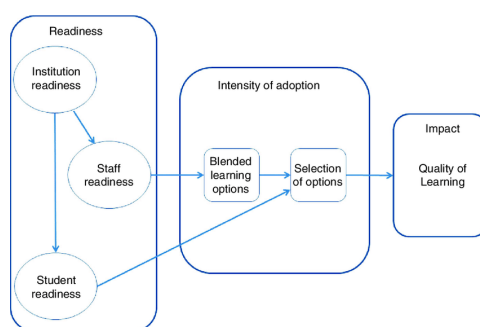 Readiness
Institution
readiness
Staff
readiness
Student
readiness
Intensity of adoption
Blended
learning
options
Selection
of options
Impact
Quality of
Learning